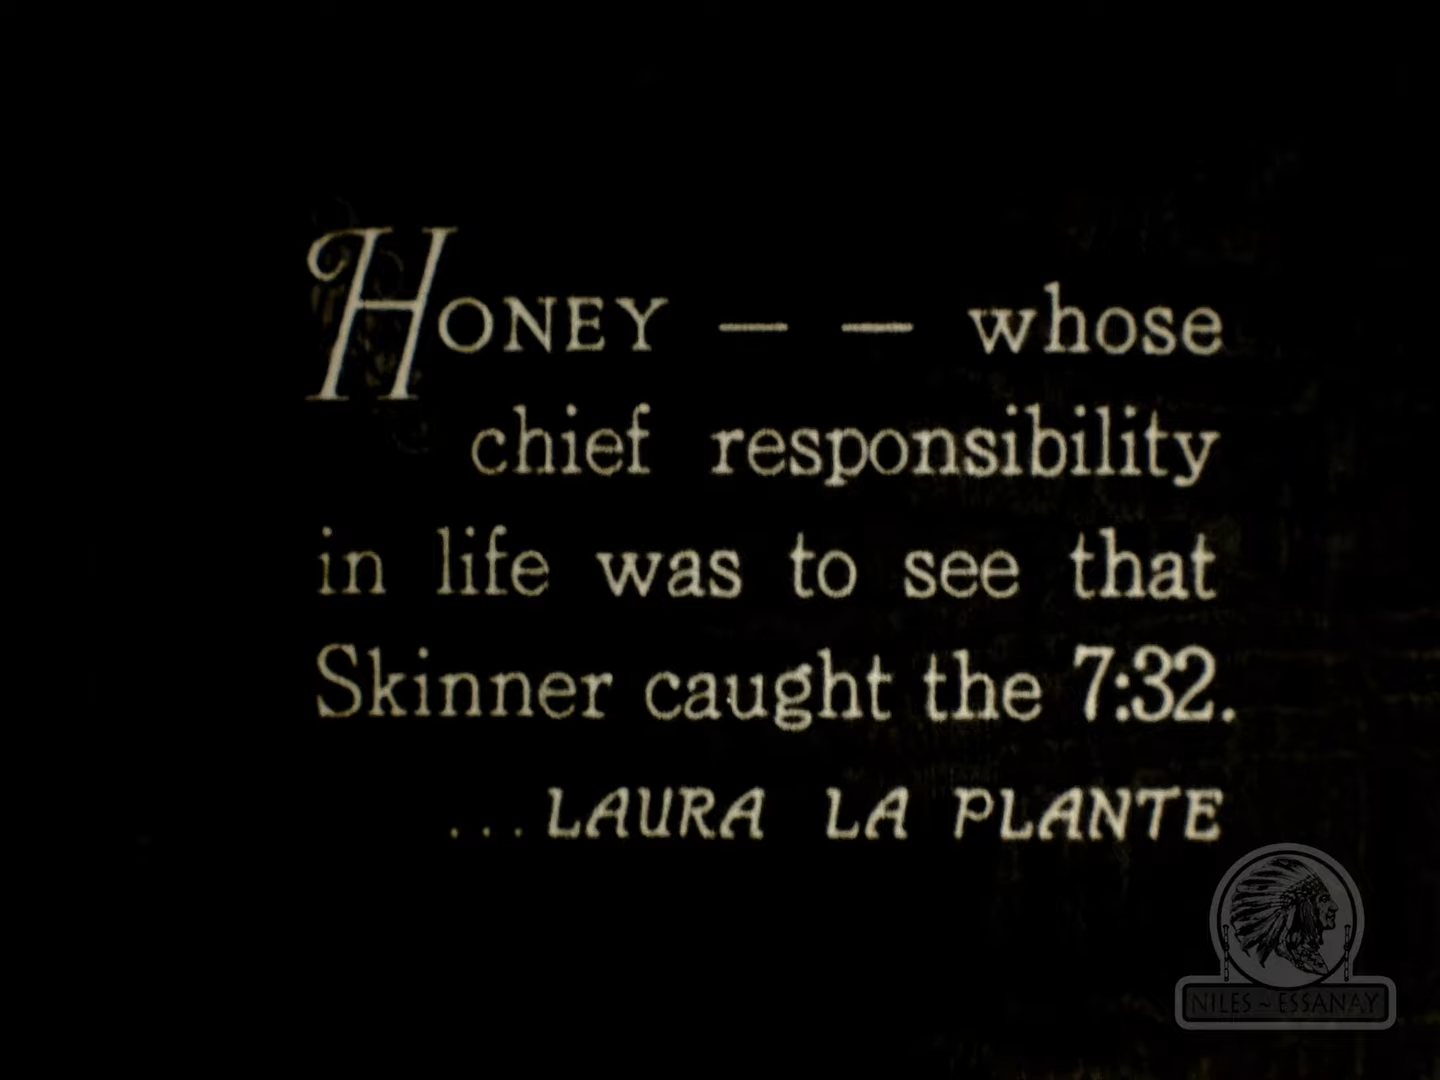 HONEY — — whose
chief responsibility
in life was to see that
Skinner caught the 7:32.
...LAURA LA PLANTE
NILES ~ ESSANAY